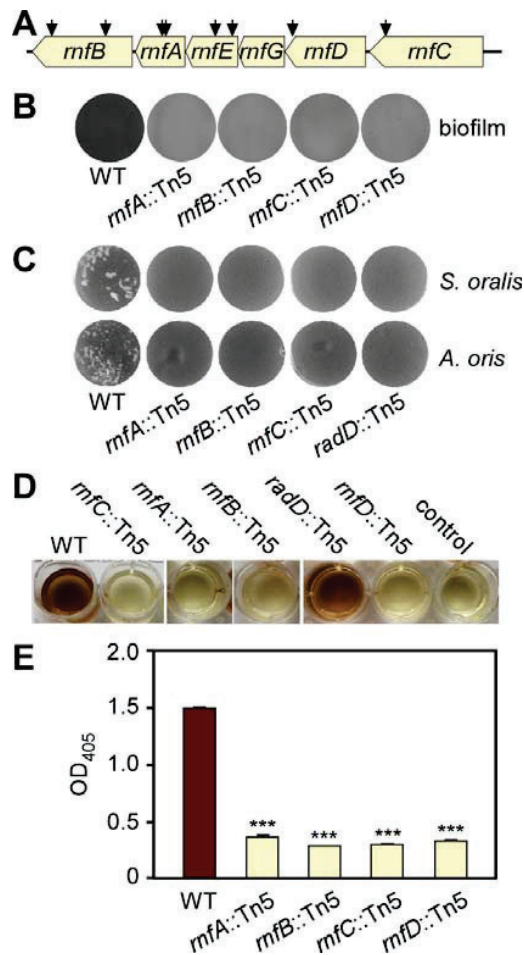 A
rnfB rnfA rnfE rnfG rnfD rnfC
B
biofilm
WT
rnfA::Tn5
rnfB::Tn5
rnfC::Tn5
rnfD::Tn5
C
S. oralis
A. oris
WT
rnfA::Tn5
rnfB::Tn5
rnfC::Tn5
radD::Tn5
D
WT
rnfC::Tn5
rnfA::Tn5
rnfB::Tn5
radD::Tn5
rnfD::Tn5
control
E
2.0
1.5
1.0
0.5
0
OD405
*** *** *** ***
WT
rnfA::Tn5
rnfB::Tn5
rnfC::Tn5
rnfD::Tn5